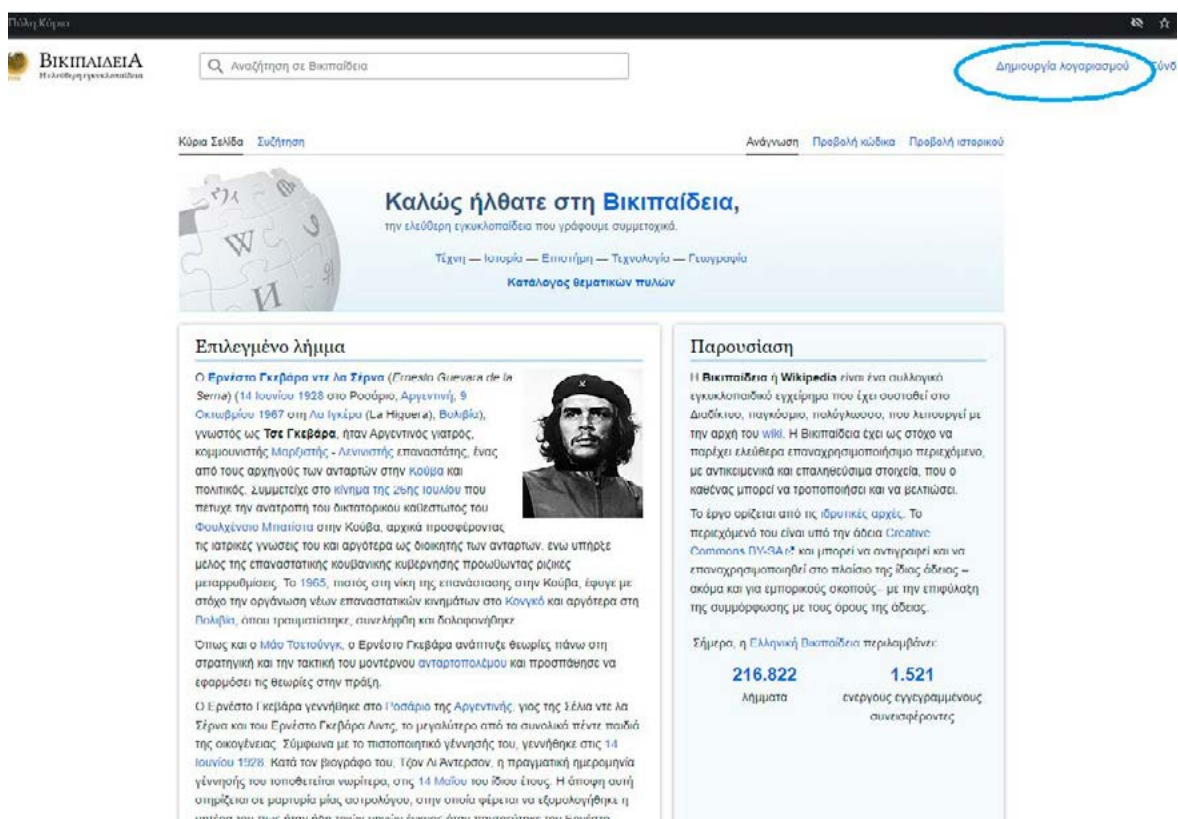 Πύλη:Κύρια
ΒΙΚΙΠΑΙΔΕΙΑ
Η ελεύθερη εγκυκλοπαίδεια
Αναζήτηση σε Βικιπαίδεια
Δημιουργία λογαριασμού Σύνδ
Κύρια Σελίδα Συζήτηση
Ανάγνωση Προβολή κώδικα Προβολή ιστορικού
Καλώς ήλθατε στη Βικιπαίδεια,
την ελεύθερη εγκυκλοπαίδεια που γράφουμε συμμετοχικά.
Τέχνη — Ιστορία — Επιστήμη — Τεχνολογία — Γεωγραφία
Κατάλογος θεματικών πυλών
Επιλεγμένο λήμμα
Ο Ερνέστο Γκεβάρα ντε λα Σέρνα (Ernesto Guevara de la
Serna) (14 Ιουνίου 1928 στο Ροσάριο, Αργεντινή, 9
Οκτωβρίου 1967 στη Λα Ιγκέρα (La Higuera), Βολιβία),
γνωστός ως Τσε Γκεβάρα, ήταν Αργεντινός γιατρός,
κομμουνιστής Μαρξιστής - Λενινιστής επαναστάτης, ένας
από τους αρχηγούς των ανταρτών στην Κούβα και
πολιτικός. Συμμετείχε στο κίνημα της 26ης Ιουλίου που
πέτυχε την ανατροπή του δικτατορικού καθεστώτος του
Φουλχένσιο Μπατίστα στην Κούβα, αρχικά προσφέροντας
τις ιατρικές γνώσεις του και αργότερα ως διοικητής των ανταρτών, ενώ υπήρξε
μέλος της επαναστατικής κουβανικής κυβέρνησης προωθώντας ριζικές
μεταρρυθμίσεις. Το 1965, πιστός στη νίκη της επανάστασης στην Κούβα, έφυγε με
στόχο την οργάνωση νέων επαναστατικών κινημάτων στο Κονγκό και αργότερα στη
Βολιβία, όπου τραυματίστηκε, συνελήφθη και δολοφονήθηκε.
Όπως και ο Μάο Τσετούνγκ, ο Ερνέστο Γκεβάρα ανέπτυξε θεωρίες πάνω στη
στρατηγική και την τακτική του μοντέρνου ανταρτοπολέμου και προσπάθησε να
εφαρμόσει τις θεωρίες στην πράξη.
Ο Ερνέστο Γκεβάρα γεννήθηκε στο Ροσάριο της Αργεντινής, γιος της Σέλια ντε λα
Σέρνα και του Ερνέστο Γκεβάρα Λιντς, το μεγαλύτερο από τα συνολικά πέντε παιδιά
της οικογένειας. Σύμφωνα με το πιστοποιητικό γέννησής του, γεννήθηκε στις 14
Ιουνίου 1928. Κατά τον βιογράφο του, Τζον Λι Άντερσον, η πραγματική ημερομηνία
γέννησής του τοποθετείται νωρίτερα, στις 14 Μαΐου του ίδιου έτους. Η άποψη αυτή
στηρίζεται σε μαρτυρία μίας αστρολόγου, στην οποία φέρεται να εξομολογήθηκε η
Παρουσίαση
Η Βικιπαίδεια ή Wikipedia είναι ένα συλλογικό
εγκυκλοπαιδικό εγχείρημα που έχει συσταθεί στο
Διαδίκτυο, παγκόσμιο, πολύγλωσσο, που λειτουργεί με
την αρχή του wiki. Η Βικιπαίδεια έχει ως στόχο να
παρέχει ελεύθερα επαναχρησιμοποιήσιμο περιεχόμενο,
με αντικειμενικά και επαληθεύσιμα στοιχεία, που ο
καθένας μπορεί να τροποποιήσει και να βελτιώσει.
Το έργο ορίζεται από τις ιδρυτικές αρχές. Το
περιεχόμενό του είναι υπό την άδεια Creative
Commons BY-SA και μπορεί να αντιγραφεί και να
επαναχρησιμοποιηθεί στο πλαίσιο της ίδιας άδειας –
ακόμα και για εμπορικούς σκοπούς– με την επιφύλαξη
της συμμόρφωσης με τους όρους της άδειας.
Σήμερα, η Ελληνική Βικιπαίδεια περιλαμβάνει:
216.822 1.521
λήμματα ενεργούς εγγεγραμμένους
συνεισφέροντες